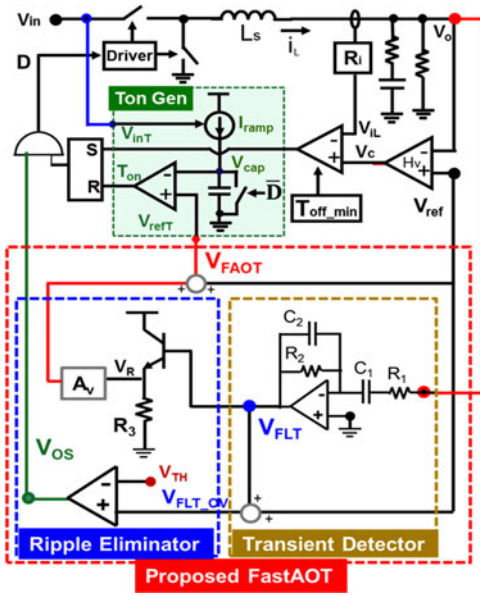 Vin
Ls
iL
Vo
Driver
D
Ri
Ton Gen
VinT
Iramp
ViL
S
Vcap
Vc
Hv
Ton
R
D
Toff_min
Vref
VrefT
VFAOT
+
+
C2
R2
C1
R1
Av
VR
R3
VFLT
VOS
VTH
VFLT_OV
+
+
Ripple Eliminator
Transient Detector
Proposed FastAOT